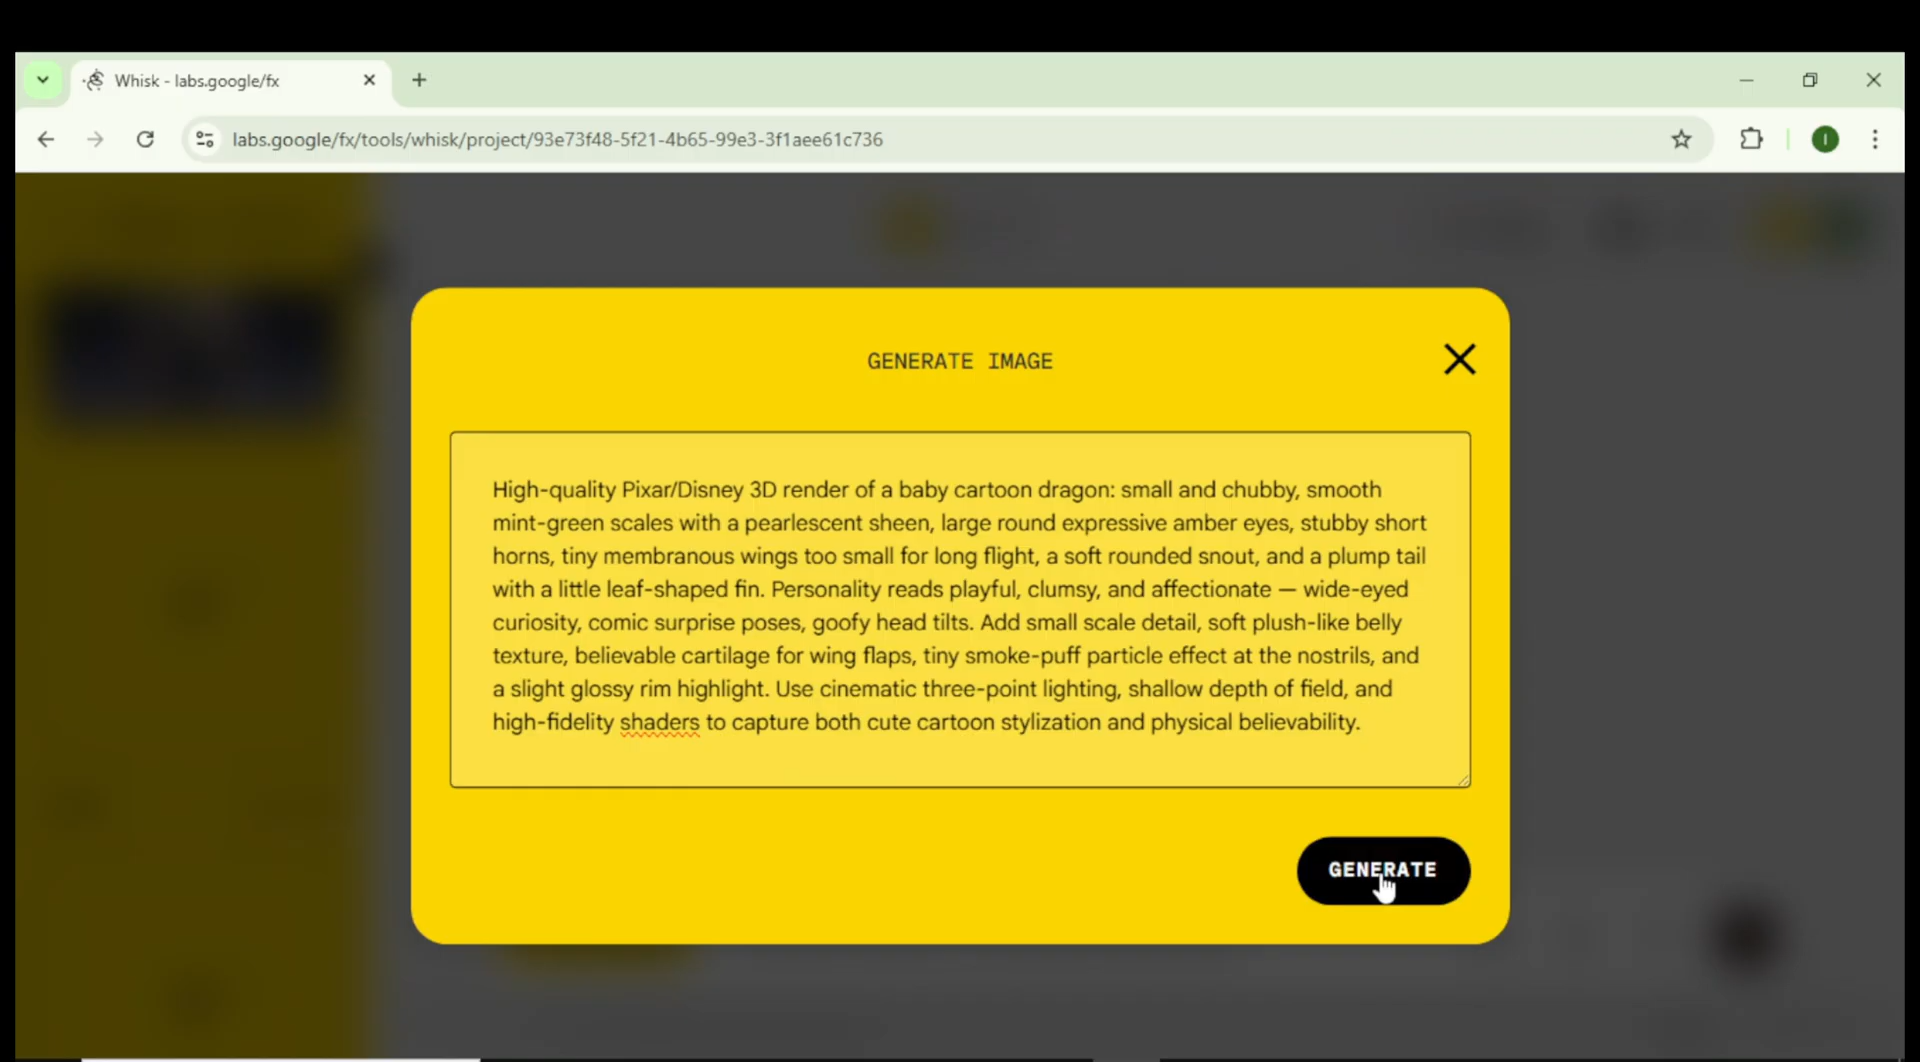 Whisk - labs.google/fx
labs.google/fx/tools/whisk/project/93e73f48-5f21-4b65-99e3-3f1aee61c736
I
GENERATE IMAGE
High-quality Pixar/Disney 3D render of a baby cartoon dragon: small and chubby, smooth
mint-green scales with a pearlescent sheen, large round expressive amber eyes, stubby short
horns, tiny membranous wings too small for long flight, a soft rounded snout, and a plump tail
with a little leaf-shaped fin. Personality reads playful, clumsy, and affectionate — wide-eyed
curiosity, comic surprise poses, goofy head tilts. Add small scale detail, soft plush-like belly
texture, believable cartilage for wing flaps, tiny smoke-puff particle effect at the nostrils, and
a slight glossy rim highlight. Use cinematic three-point lighting, shallow depth of field, and
high-fidelity shaders to capture both cute cartoon stylization and physical believability.
GENERATE